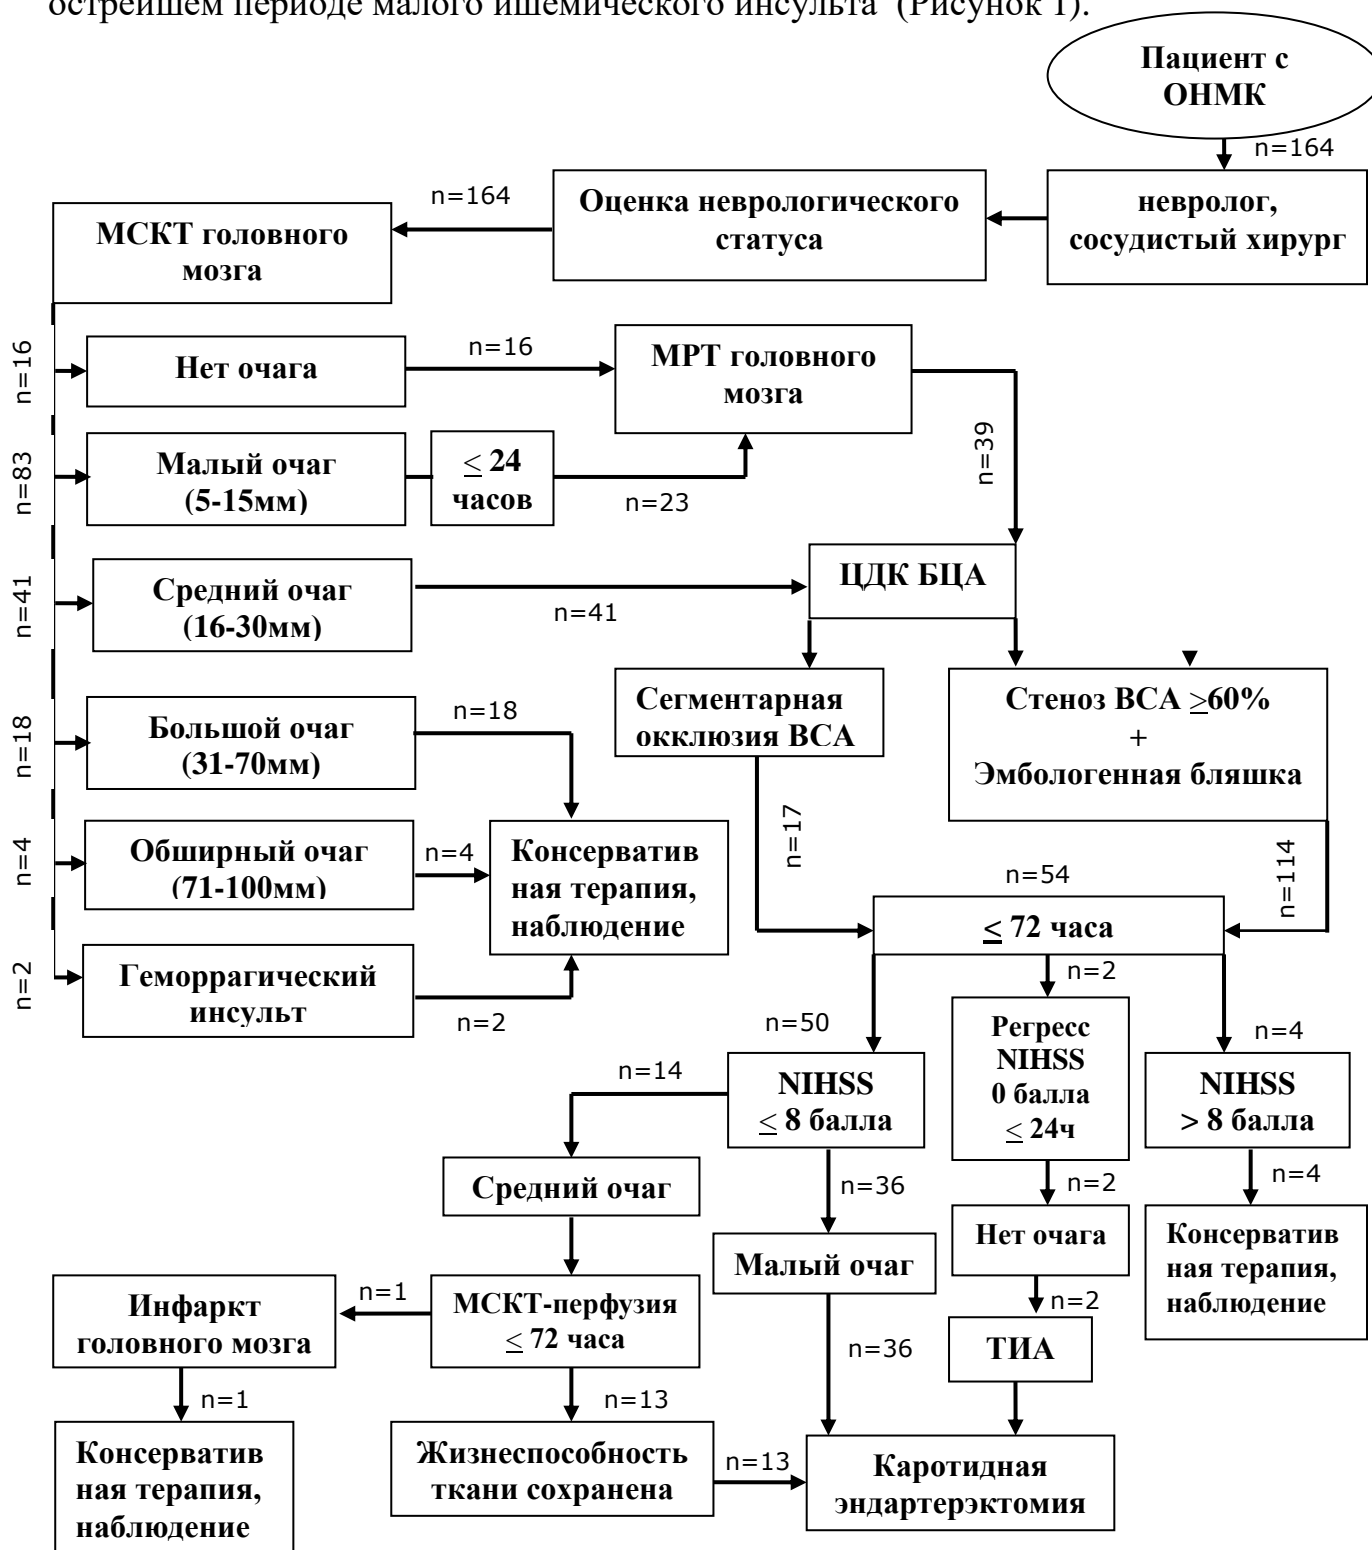 острейшем периоде малого ишемического инсульта (Рисунок 1).
Пациент с
ОНМК
n=164
невролог,
сосудистый хирург
Оценка неврологического
статуса
n=164
МСКТ головного
мозга
n=16
Нет очага
n=16
МРТ головного
мозга
n=39
n=83
Малый очаг
(5-15мм)
≤ 24
часов
n=23
n=41
Средний очаг
(16-30мм)
n=41
ЦДК БЦА
Сегментарная
окклюзия ВСА
n=17
Стеноз ВСА ≥60%
+
Эмбологенная бляшка
n=114
n=18
Большой очаг
(31-70мм)
n=18
n=4
Обширный очаг
(71-100мм)
n=4
Консерватив
ная терапия,
наблюдение
n=2
Геморрагический
инсульт
n=2
n=54
≤ 72 часа
n=50
n=2
n=4
NIHSS
≤ 8 балла
Регресс
NIHSS
0 балла
≤ 24ч
NIHSS
> 8 балла
n=14
n=36
n=2
n=4
Средний очаг
Малый очаг
Нет очага
Консерватив
ная терапия,
наблюдение
n=1
МСКТ-перфузия
≤ 72 часа
Инфаркт
головного мозга
n=36
n=2
ТИА
n=1
n=13
Консерватив
ная терапия,
наблюдение
Жизнеспособность
ткани сохранена
n=13
Каротидная
эндартерэктомия